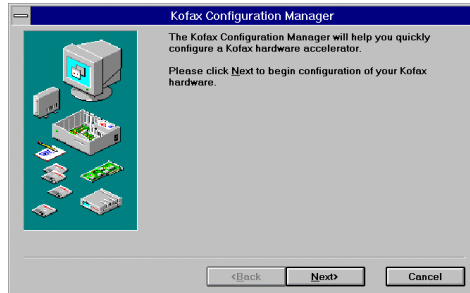 Kofax Configuration Manager
The Kofax Configuration Manager will help you quickly
configure a Kofax hardware accelerator.
Please click Next to begin configuration of your Kofax
hardware.
<Back
Next>
Cancel